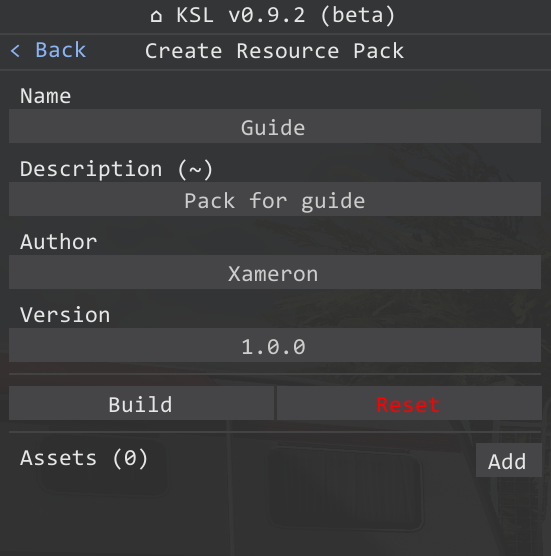 ⌂ KSL v0.9.2 (beta)
< Back Create Resource Pack
Name
Guide
Description (~)
Pack for guide
Author
Xameron
Version
1.0.0
Build Reset
Assets (0) Add